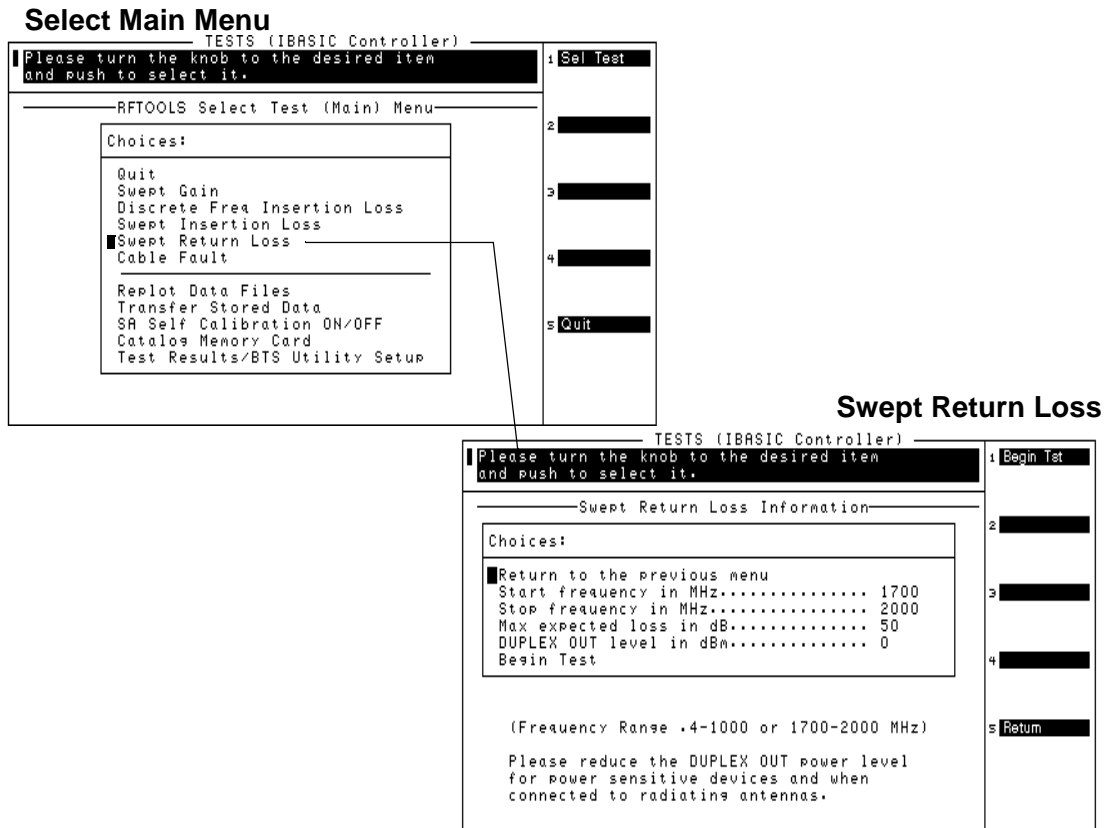 Select Main Menu
TESTS (IBASIC Controller)
Please turn the knob to the desired item
and push to select it.
1 Sel Test
RFTOOLS Select Test (Main) Menu
2
Choices:
Quit
Swept Gain
3
Discrete Freq Insertion Loss
Swept Insertion Loss
Swept Return Loss
Cable Fault
4
Replot Data Files
Transfer Stored Data
SA Self Calibration ON/OFF
5 Quit
Catalog Memory Card
Test Results/BTS Utility Setup
Swept Return Loss
TESTS (IBASIC Controller)
Please turn the knob to the desired item
and push to select it.
1 Begin Tst
Swept Return Loss Information
2
Choices:
Return to the previous menu
Start frequency in MHz............... 1700
3
Stop frequency in MHz................ 2000
Max expected loss in dB.............. 50
DUPLEX OUT level in dBm.............. 0
Begin Test
4
(Frequency Range .4-1000 or 1700-2000 MHz)
5 Return
Please reduce the DUPLEX OUT power level
for power sensitive devices and when
connected to radiating antennas.